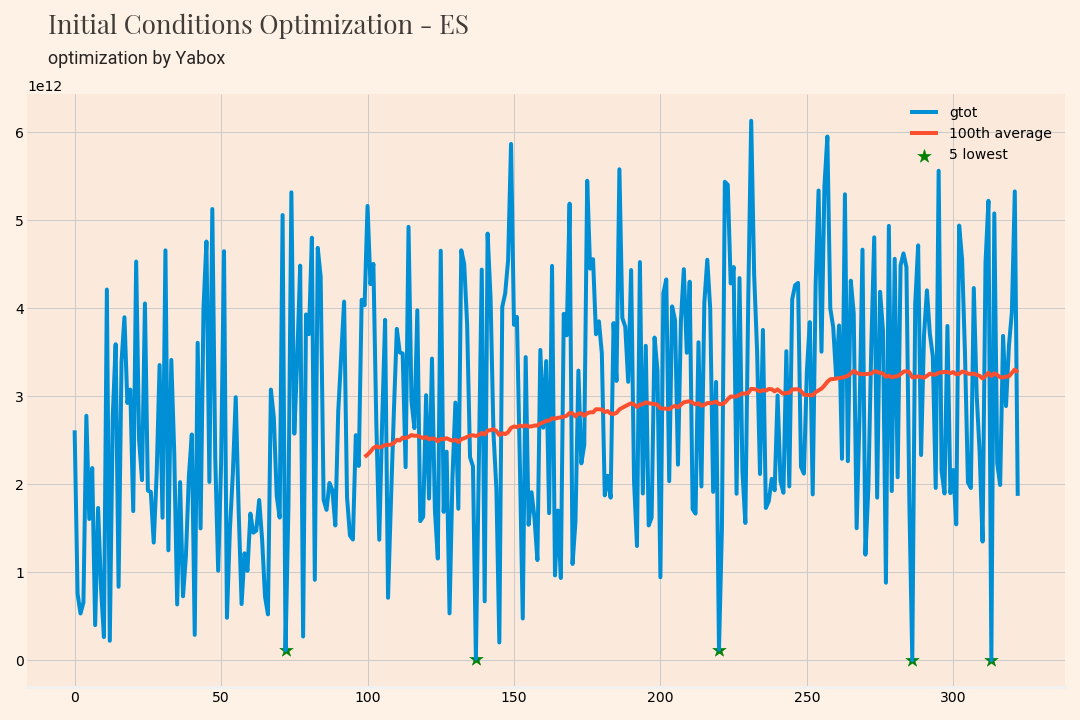 Initial Conditions Optimization - ES
optimization by Yabox
1e12
gtot
100th average
5 lowest
6
5
4
3
2
1
0
0 50 100 150 200 250 300